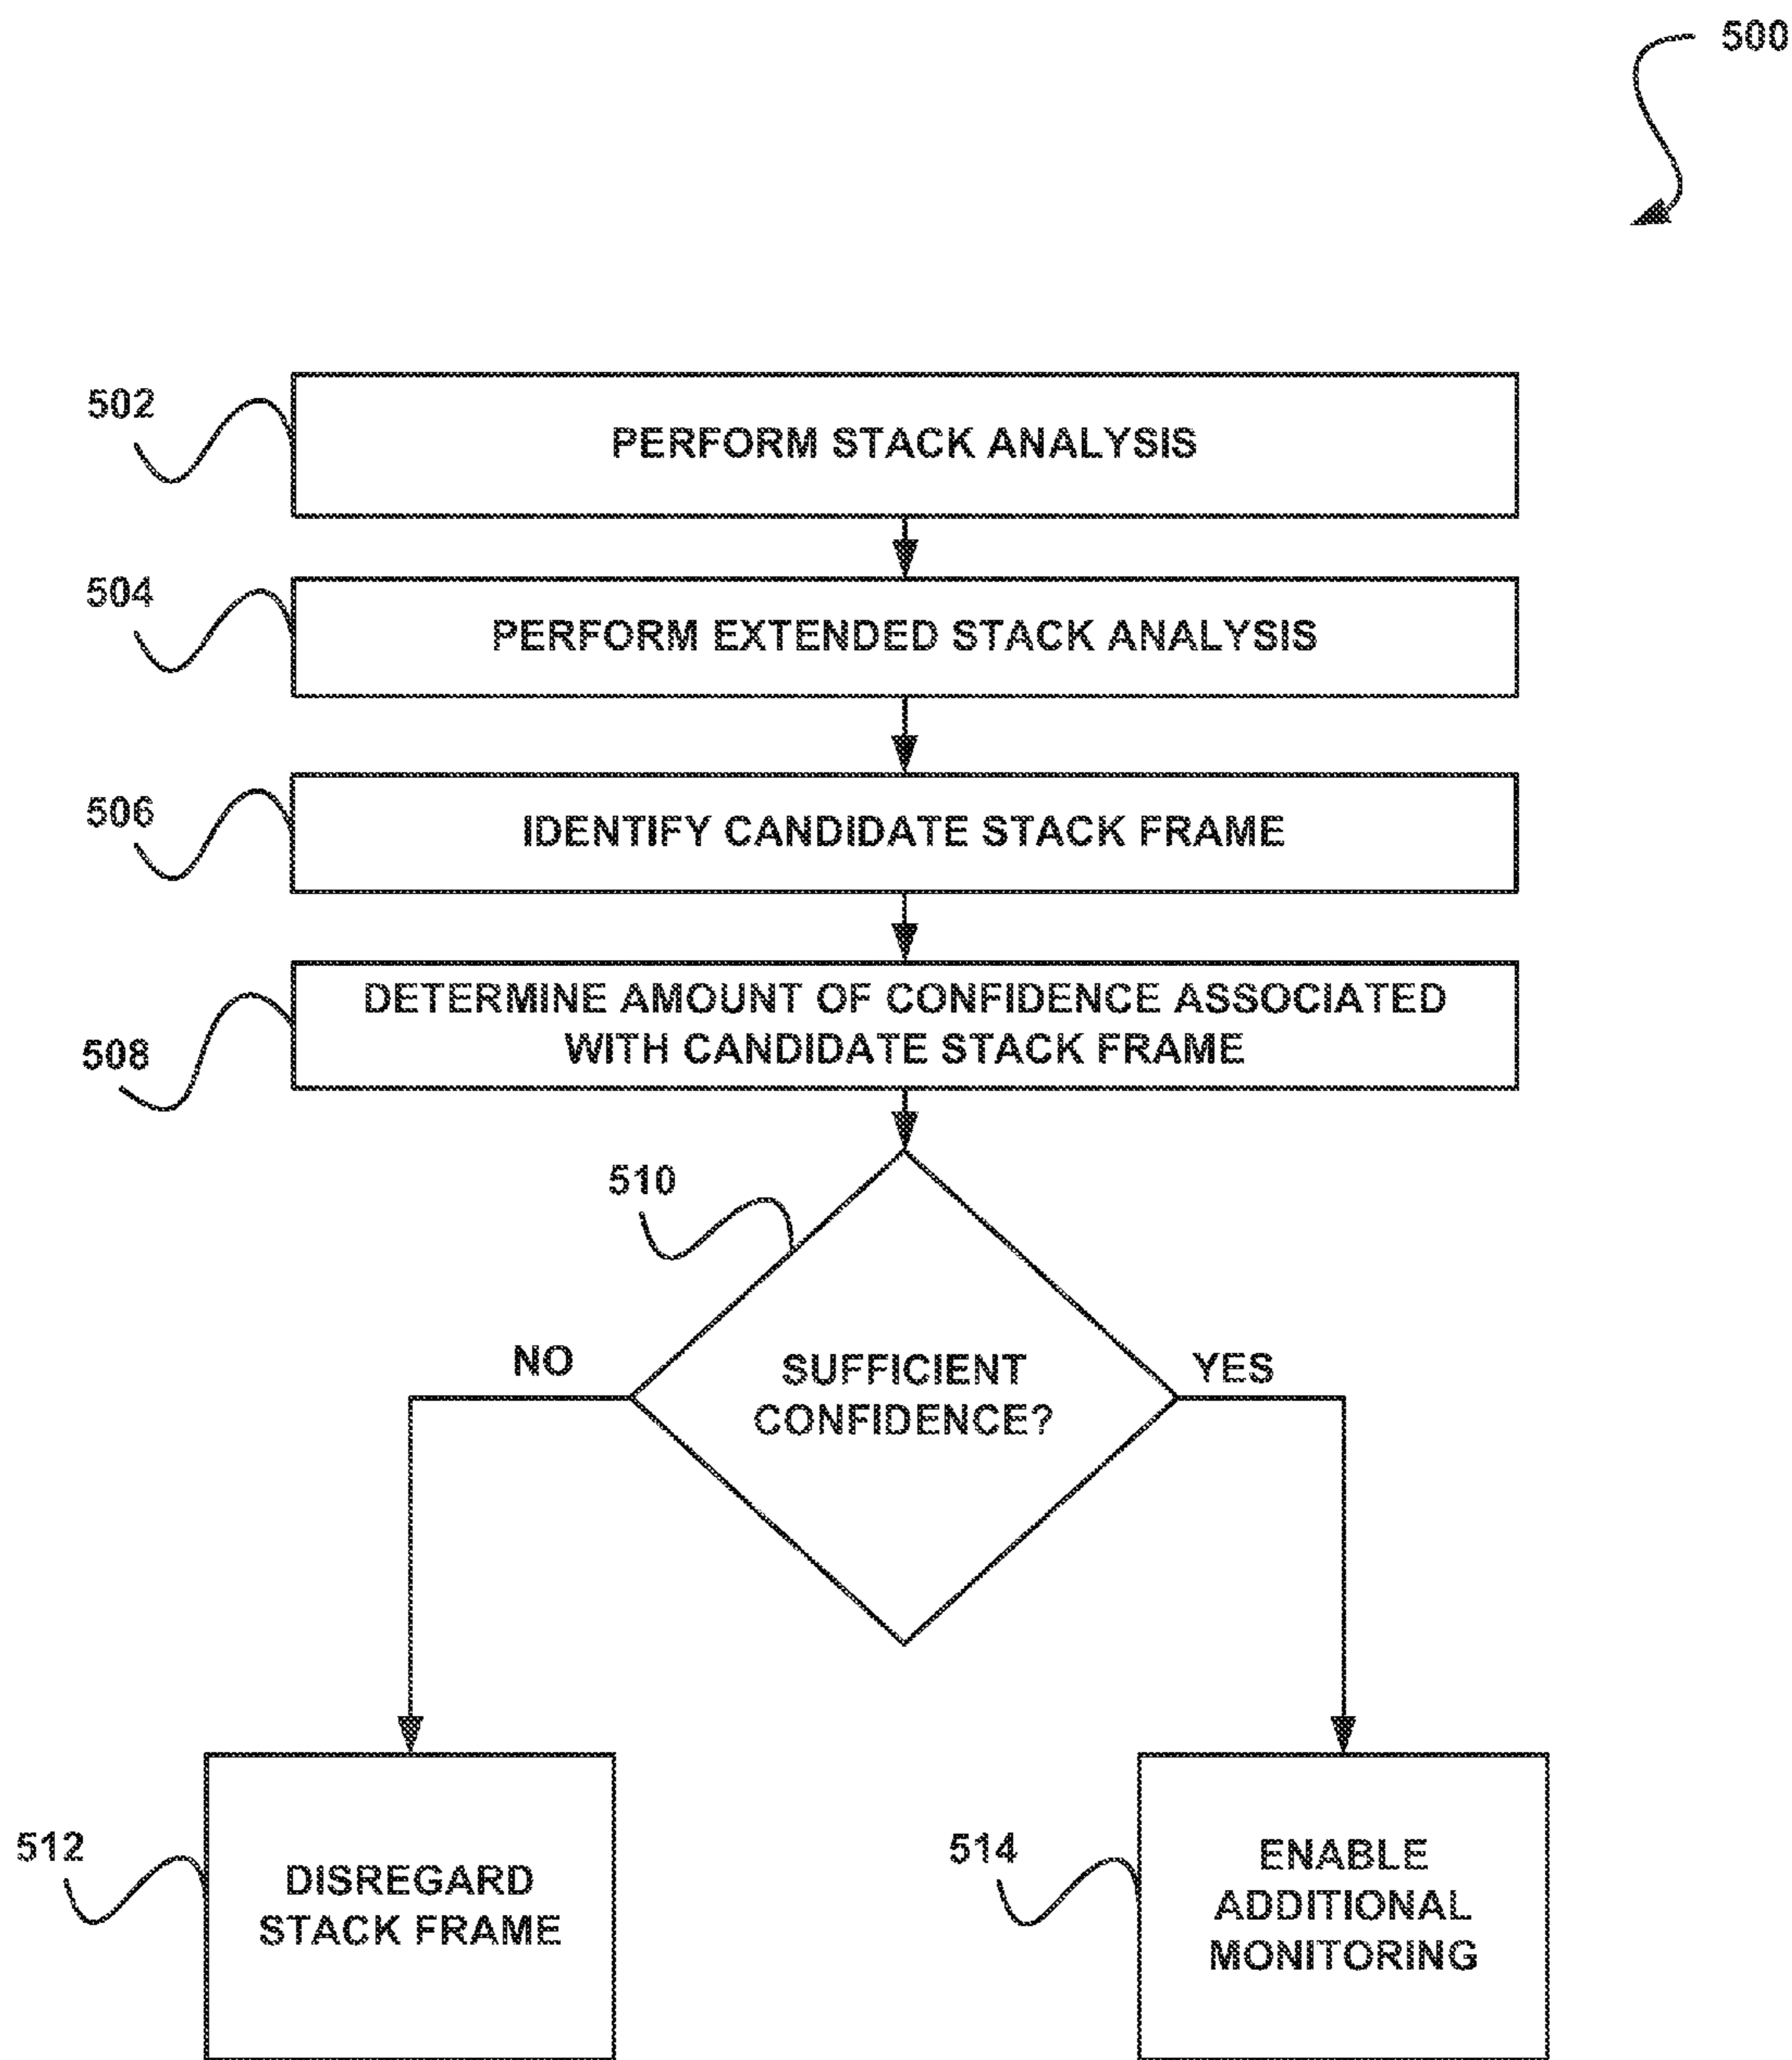 500
502
PERFORM STACK ANALYSIS
504
PERFORM EXTENDED STACK ANALYSIS
506
IDENTIFY CANDIDATE STACK FRAME
508
DETERMINE AMOUNT OF CONFIDENCE ASSOCIATED
WITH CANDIDATE STACK FRAME
510
SUFFICIENT
CONFIDENCE?
NO
YES
512
DISREGARD
STACK FRAME
514
ENABLE
ADDITIONAL
MONITORING